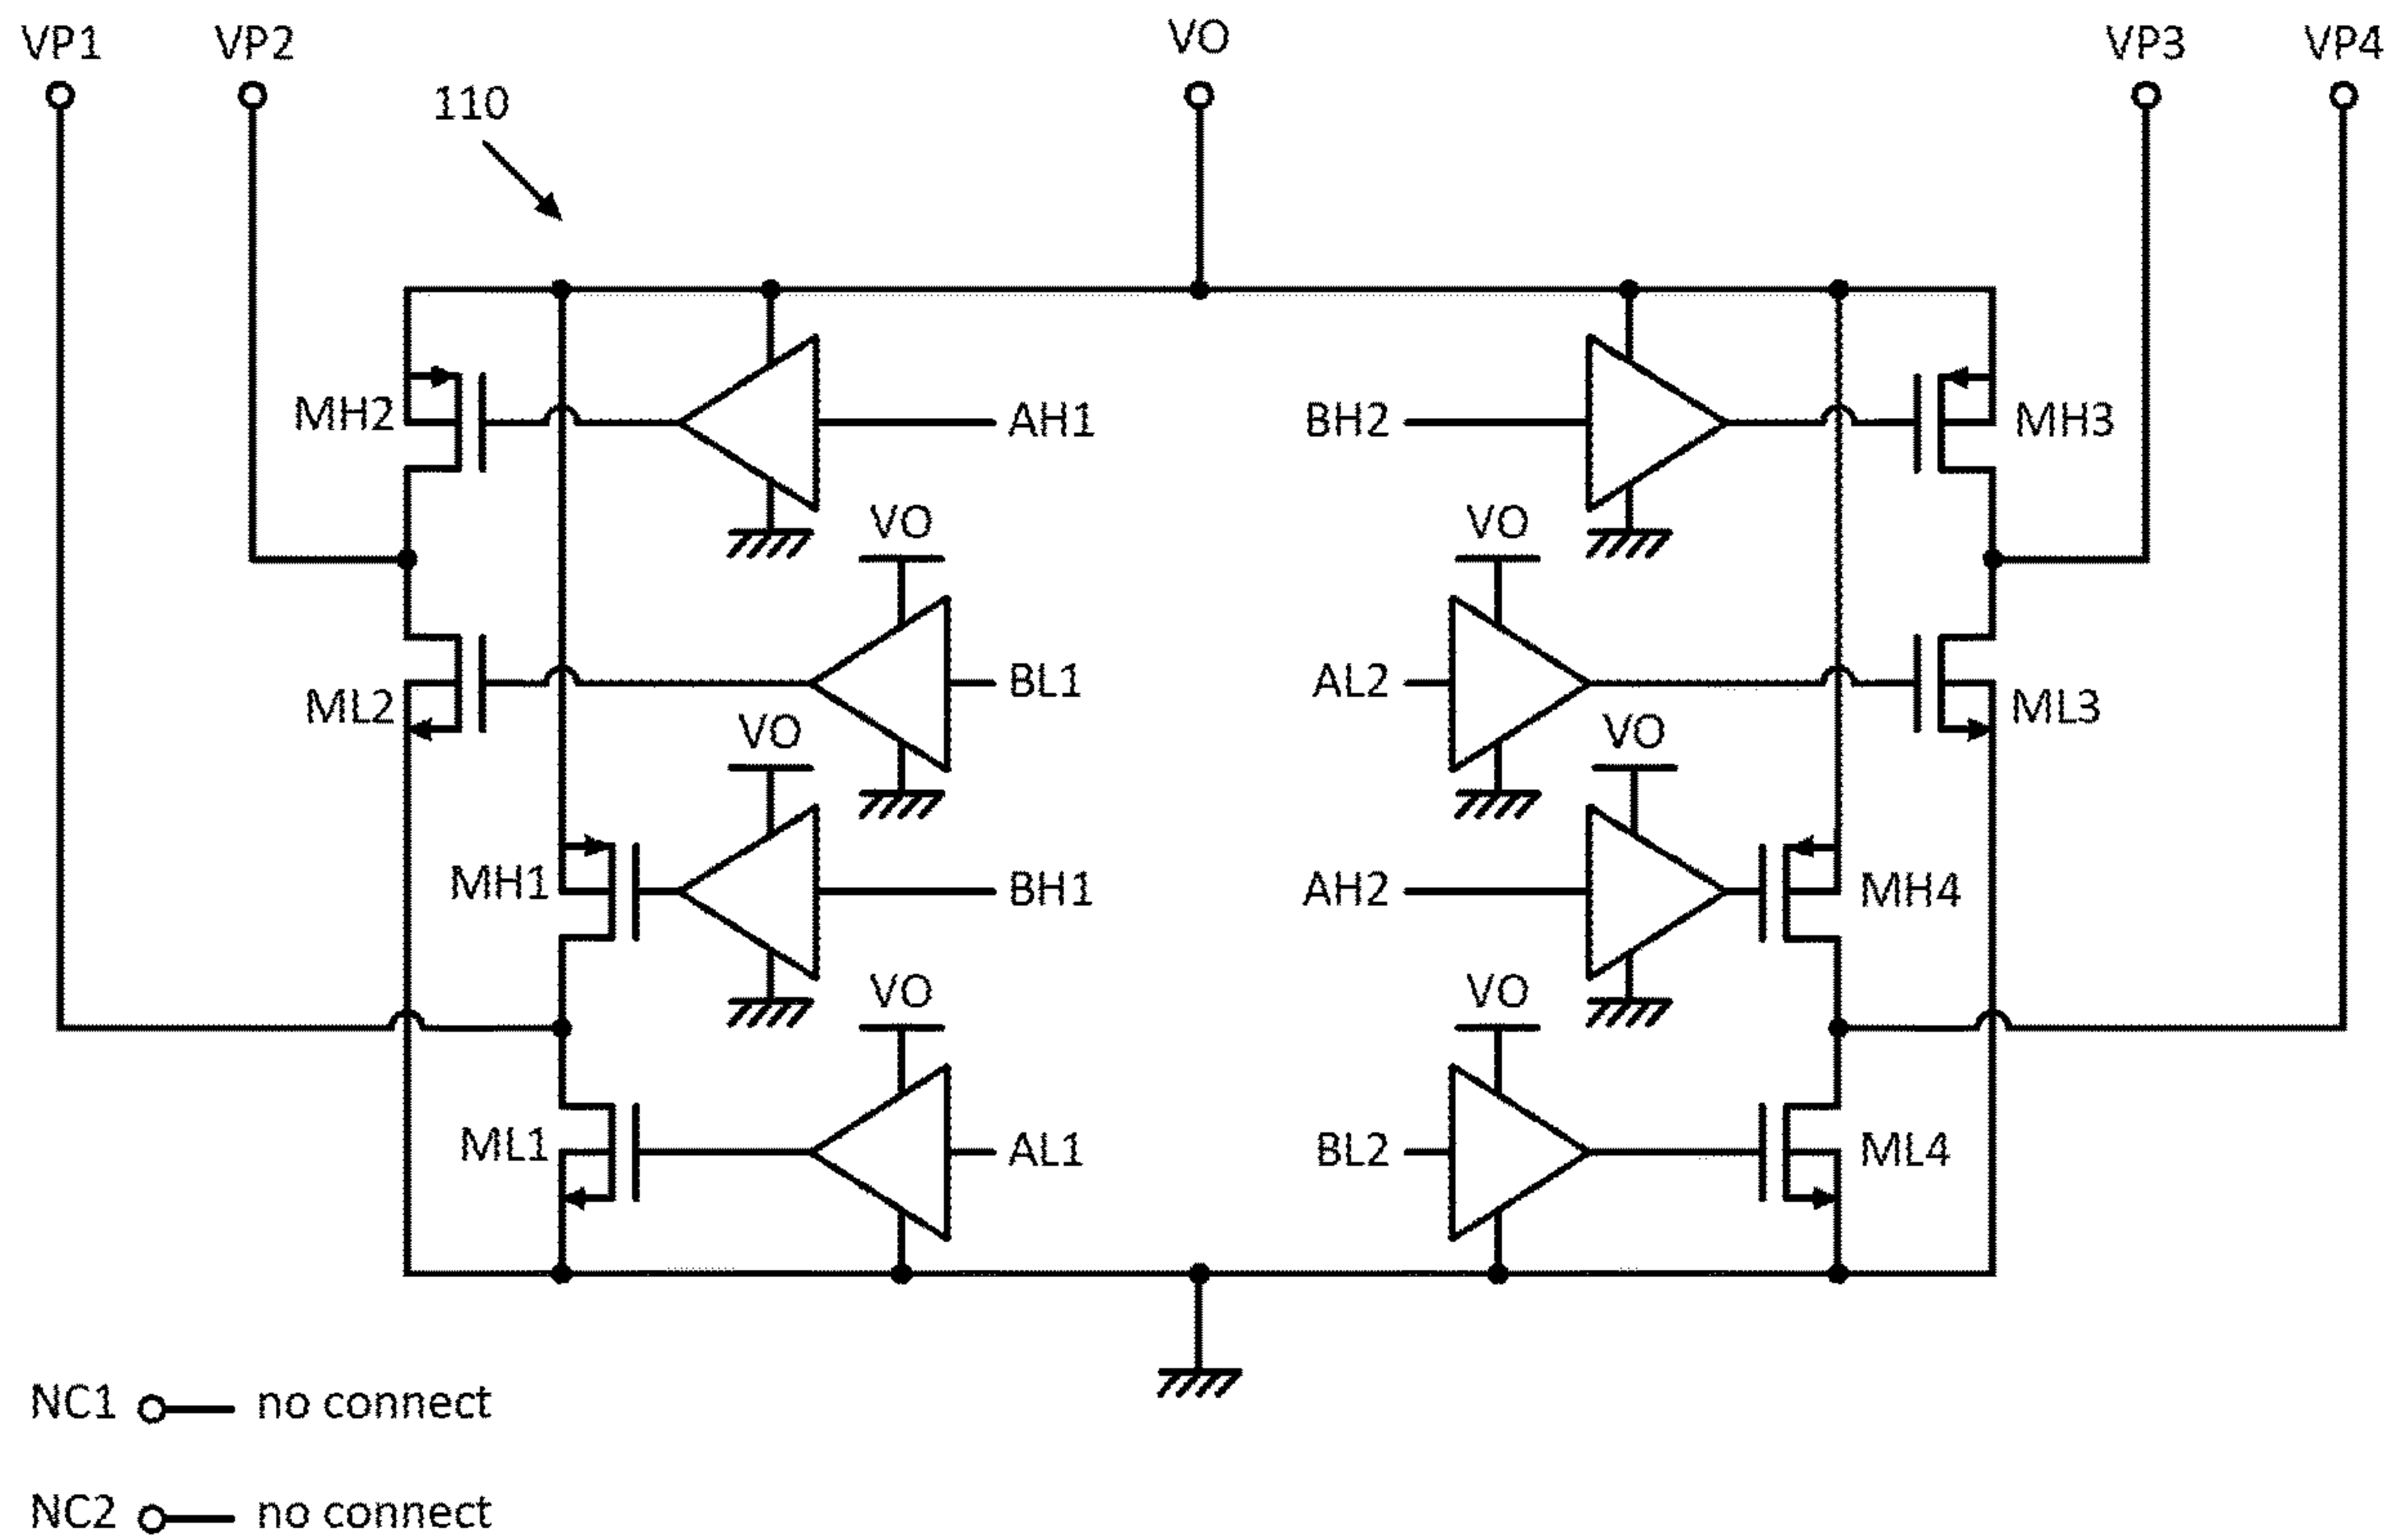 VP1 VP2 VO VP3 VP4
110
MH2 AH1 BH2 MH3
VO VO
ML2 BL1 AL2 ML3
VO VO
MH1 BH1 AH2 MH4
VO VO
ML1 AL1 BL2 ML4
NC1 no connect
NC2 no connect